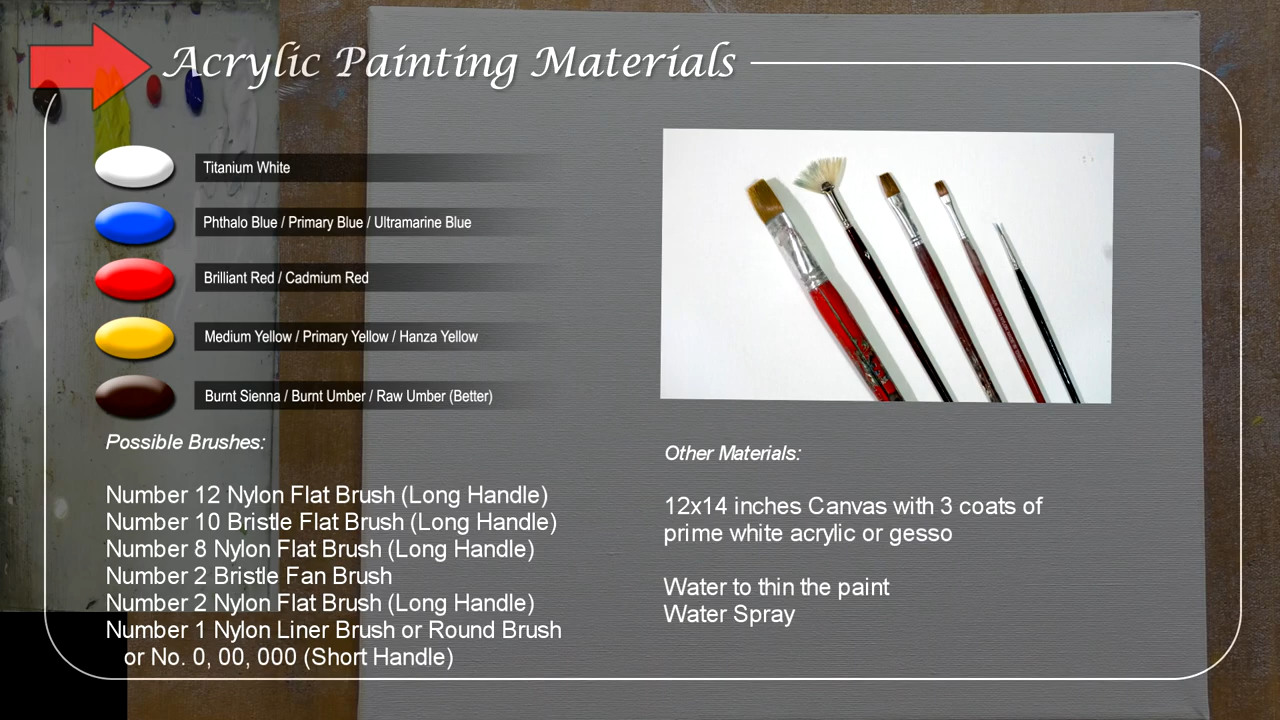 Acrylic Painting Materials
Titanium White
Phthalo Blue / Primary Blue / Ultramarine Blue
Brilliant Red / Cadmium Red
Medium Yellow / Primary Yellow / Hanza Yellow
Burnt Sienna / Burnt Umber / Raw Umber (Better)
Possible Brushes:
Number 12 Nylon Flat Brush (Long Handle)
Number 10 Bristle Flat Brush (Long Handle)
Number 8 Nylon Flat Brush (Long Handle)
Number 2 Bristle Fan Brush
Number 2 Nylon Flat Brush (Long Handle)
Number 1 Nylon Liner Brush or Round Brush
or No. 0, 00, 000 (Short Handle)
Other Materials:
12x14 inches Canvas with 3 coats of
prime white acrylic or gesso
Water to thin the paint
Water Spray